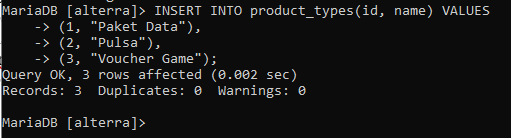 MariaDB [alterra]> INSERT INTO product_types(id, name) VALUES
    -> (1, "Paket Data"),
    -> (2, "Pulsa"),
    -> (3, "Voucher Game");
Query OK, 3 rows affected (0.002 sec)
Records: 3  Duplicates: 0  Warnings: 0
MariaDB [alterra]>